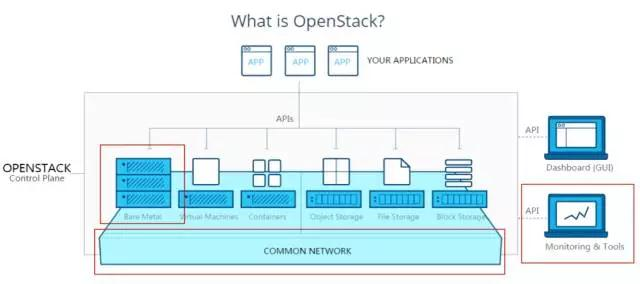 What is OpenStack?
APP APP APP YOUR APPLICATIONS
APIs
API
Dashboard (GUI)
OPENSTACK
Control Plane
Bare Metal Virtual Machines Containers Object Storage File Storage Block Storage
API
Monitoring & Tools
COMMON NETWORK